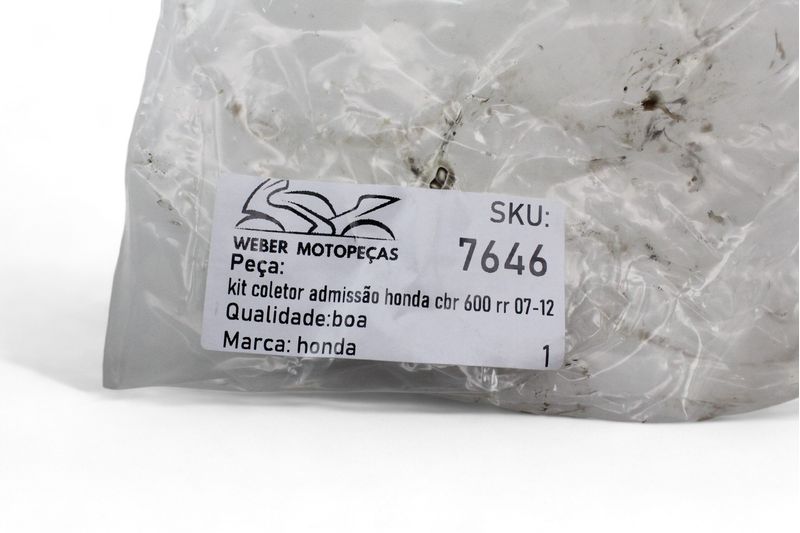 WEBER MOTOPEÇAS
SKU:
7646
Peça:
kit coletor admissão honda cbr 600 rr 07-12
Qualidade:boa
Marca: honda
1